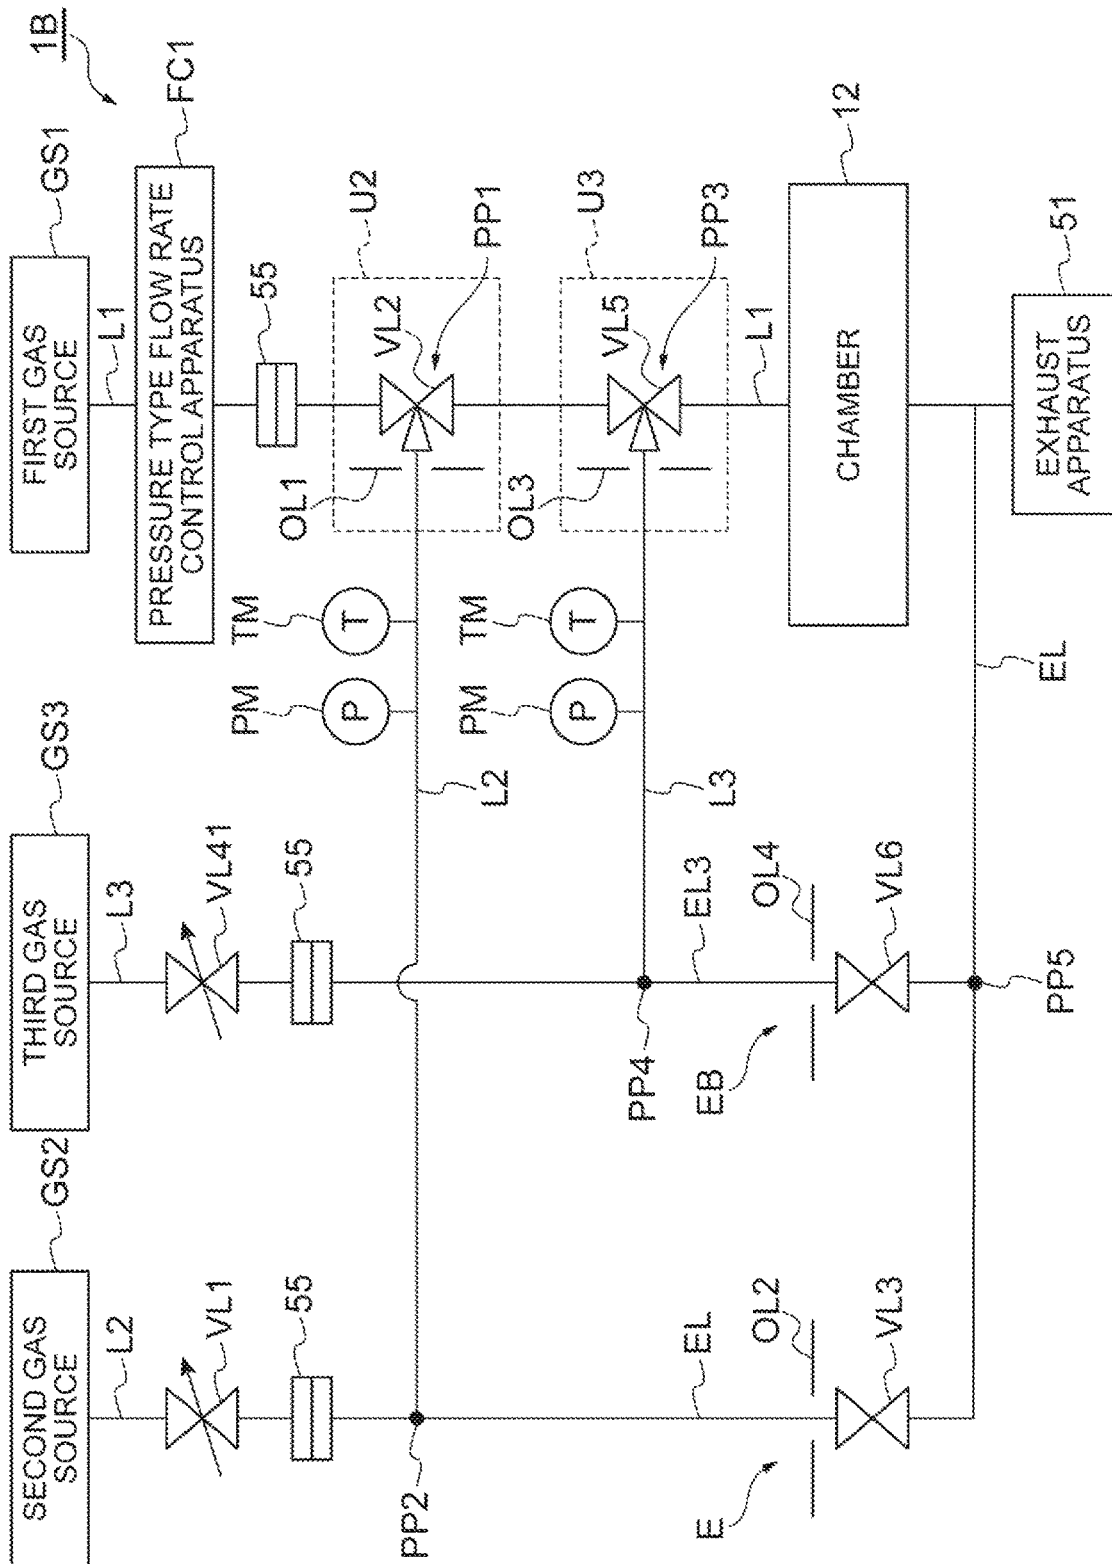 1B
SECOND GAS
SOURCE
GS2
THIRD GAS
SOURCE
GS3
FIRST GAS
SOURCE
GS1
L2
L3
L1
PRESSURE TYPE FLOW RATE
CONTROL APPARATUS
FC1
VL1
VL41
55
55
55
PM
TM
P
T
OL1
VL2
U2
PP1
PP2
L2
PM
TM
P
T
OL3
VL5
U3
PP3
PP4
L3
L1
EL
EL3
CHAMBER
12
E
OL2
EB
OL4
VL3
VL6
EL
PP5
EXHAUST
APPARATUS
51